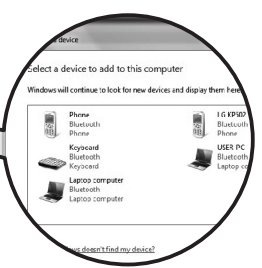 device
Select a device to add to this computer
Windows will continue to look for new devices and display them here
Phone
Bluetooth
Phone
LG KP502
Bluetooth
Phone
Keyboard
Bluetooth
Keyboard
USER PC
Bluetooth
Laptop co
Laptop computer
Bluetooth
Laptop computer
ws doesn't find my device?